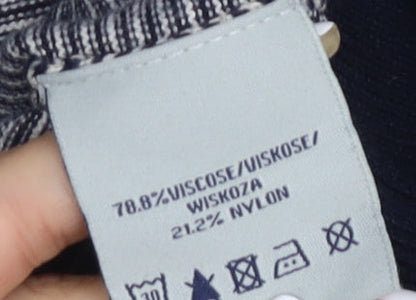 78.8% VISCOSE/VISKOSE/
WISKOZA
21.2% NYLON
30